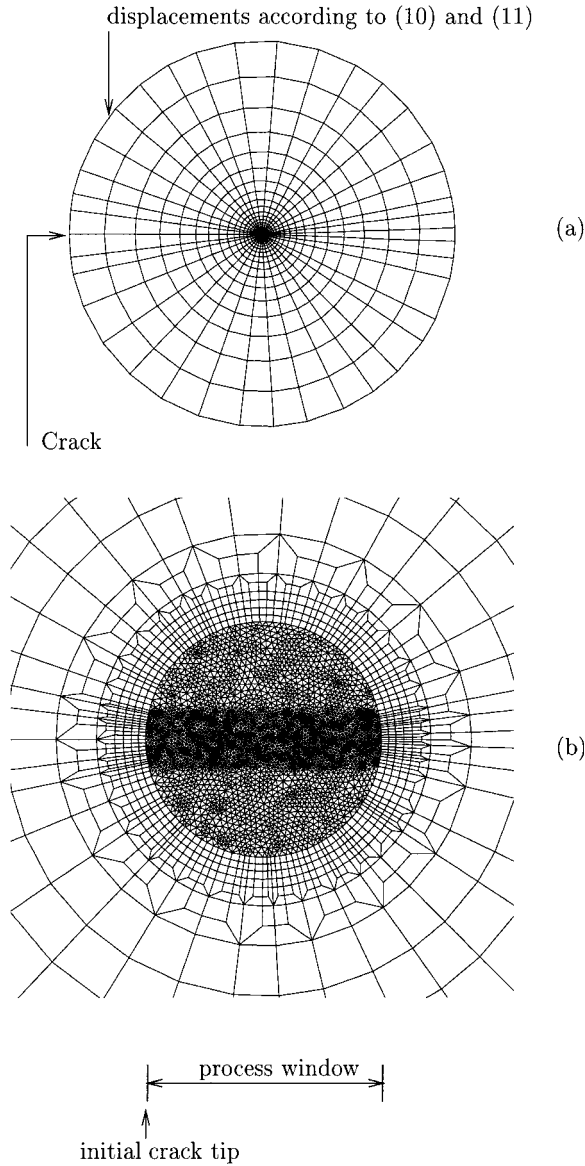 displacements according to (10) and (11)
(a)
Crack
(b)
process window
initial crack tip